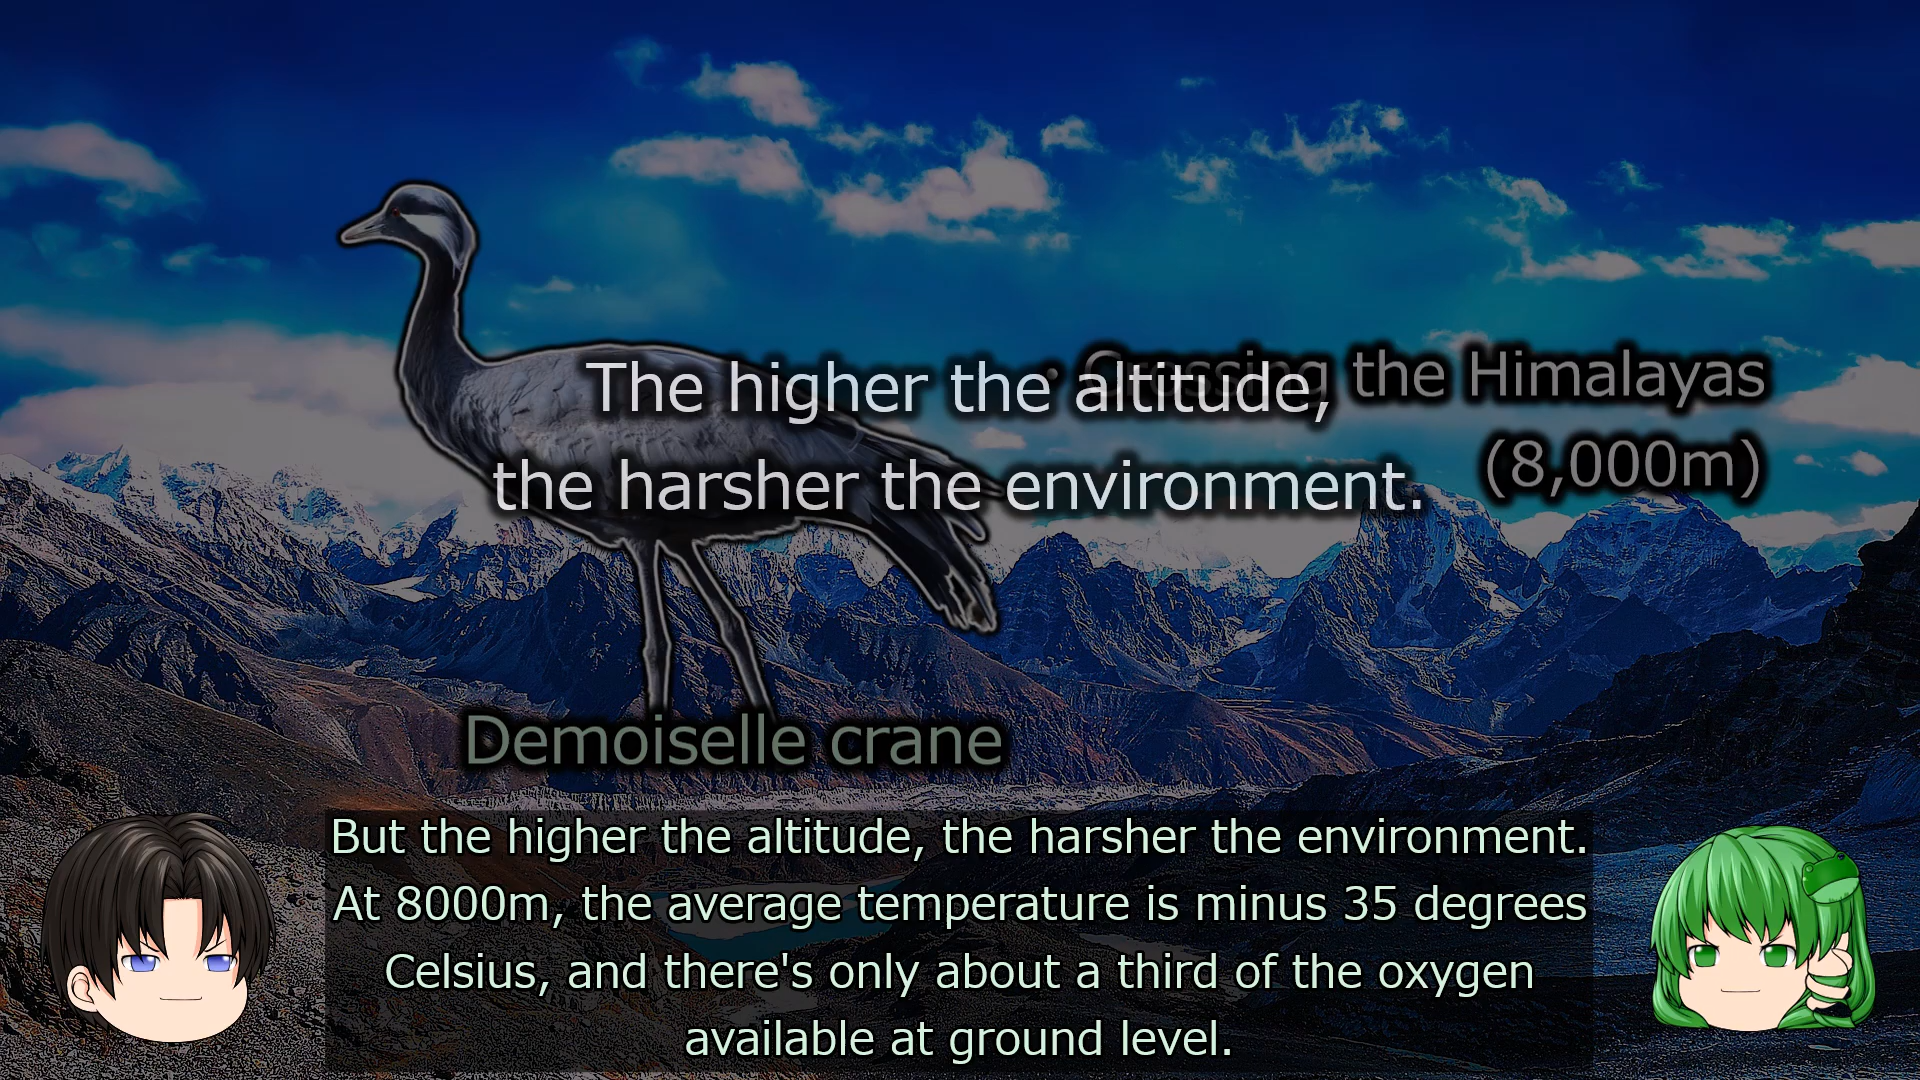 The higher the altitude,
the harsher the environment.
· Crossing the Himalayas
(8,000m)
Demoiselle crane
But the higher the altitude, the harsher the environment.
At 8000m, the average temperature is minus 35 degrees
Celsius, and there's only about a third of the oxygen
available at ground level.